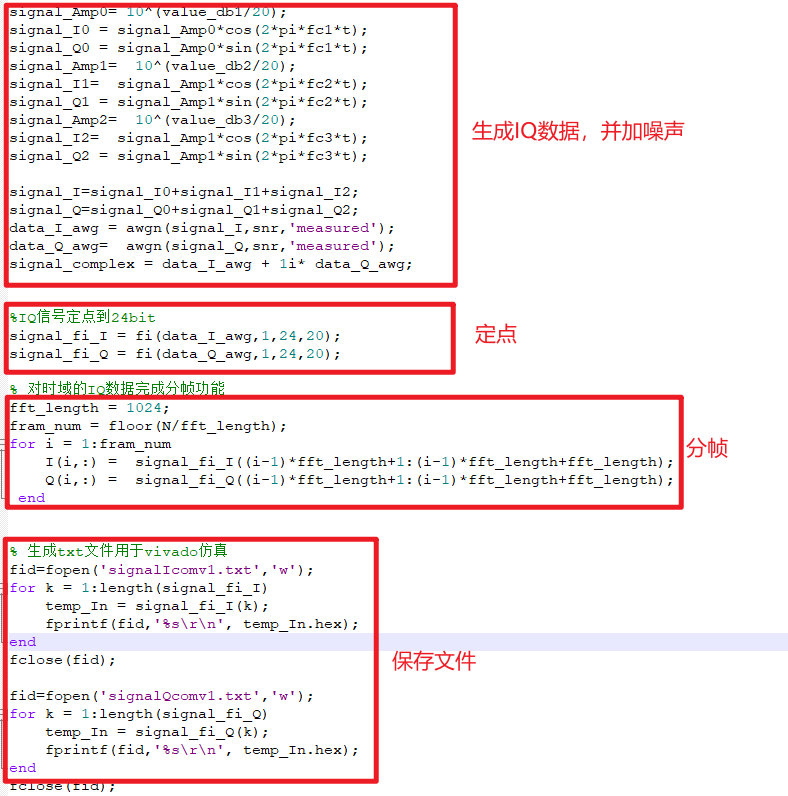 signal_Amp0= 10^(value_db1/20);
signal_I0 = signal_Amp0*cos(2*pi*fc1*t);
signal_Q0 = signal_Amp0*sin(2*pi*fc1*t);
signal_Amp1=  10^(value_db2/20);
signal_I1=  signal_Amp1*cos(2*pi*fc2*t);
signal_Q1 = signal_Amp1*sin(2*pi*fc2*t);
signal_Amp2=  10^(value_db3/20);
signal_I2=  signal_Amp1*cos(2*pi*fc3*t);
signal_Q2 = signal_Amp1*sin(2*pi*fc3*t);
生成IQ数据，并加噪声
signal_I=signal_I0+signal_I1+signal_I2;
signal_Q=signal_Q0+signal_Q1+signal_Q2;
data_I_awg = awgn(signal_I,snr,'measured');
data_Q_awg=  awgn(signal_Q,snr,'measured');
signal_complex = data_I_awg + 1i* data_Q_awg;
%IQ信号定点到24bit
signal_fi_I = fi(data_I_awg,1,24,20);
signal_fi_Q = fi(data_Q_awg,1,24,20);
定点
% 对时域的IQ数据完成分帧功能
fft_length = 1024;
fram_num = floor(N/fft_length);
for i = 1:fram_num
    I(i,:) =  signal_fi_I((i-1)*fft_length+1:(i-1)*fft_length+fft_length);
    Q(i,:) =  signal_fi_Q((i-1)*fft_length+1:(i-1)*fft_length+fft_length);
 end
分帧
% 生成txt文件用于vivado仿真
fid=fopen('signalIcomv1.txt','w');
for k = 1:length(signal_fi_I)
    temp_In = signal_fi_I(k);
    fprintf(fid,'%s\r\n', temp_In.hex);
end
fclose(fid);
保存文件
fid=fopen('signalQcomv1.txt','w');
for k = 1:length(signal_fi_Q)
    temp_In = signal_fi_Q(k);
    fprintf(fid,'%s\r\n', temp_In.hex);
end
fclose(fid);